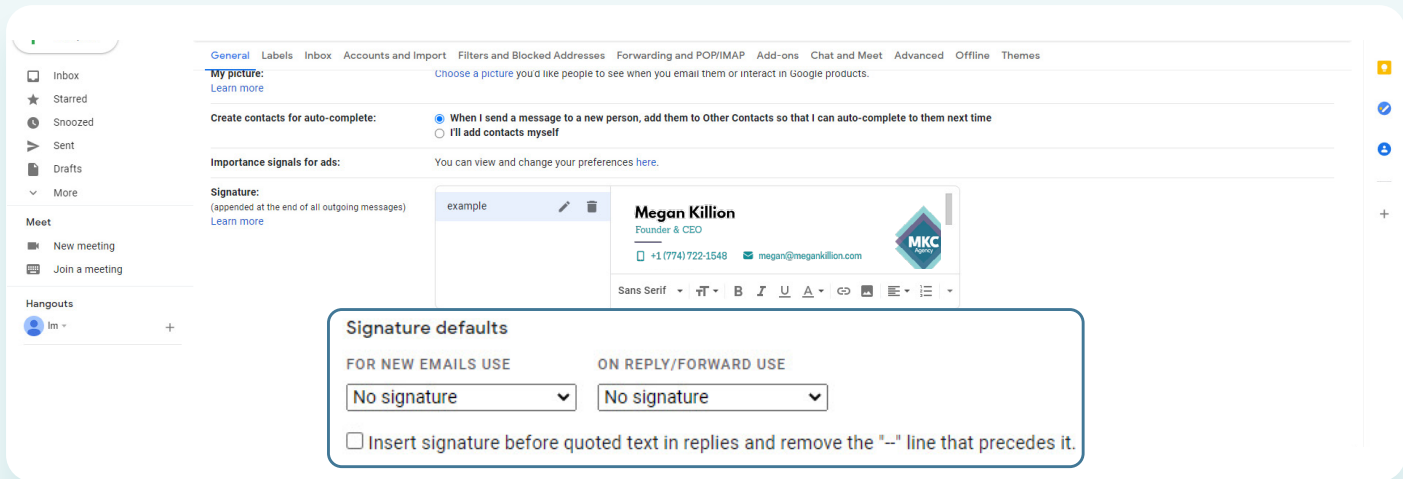 General Labels Inbox Accounts and Import Filters and Blocked Addresses Forwarding and POP/IMAP Add-ons Chat and Meet Advanced Offline Themes
Inbox
Starred
Snoozed
Sent
Drafts
More
Meet
New meeting
Join a meeting
Hangouts
Im
My picture:
Learn more
Choose a picture you'd like people to see when you email them or interact in Google products.
Create contacts for auto-complete:
When I send a message to a new person, add them to Other Contacts so that I can auto-complete to them next time
I'll add contacts myself
Importance signals for ads:
You can view and change your preferences here.
Signature:
(appended at the end of all outgoing messages)
Learn more
example
Megan Killion
Founder & CEO
+1 (774) 722-1548 megan@megankillion.com
MKC
Agency
Sans Serif
Signature defaults
FOR NEW EMAILS USE ON REPLY/FORWARD USE
No signature No signature
Insert signature before quoted text in replies and remove the "--" line that precedes it.